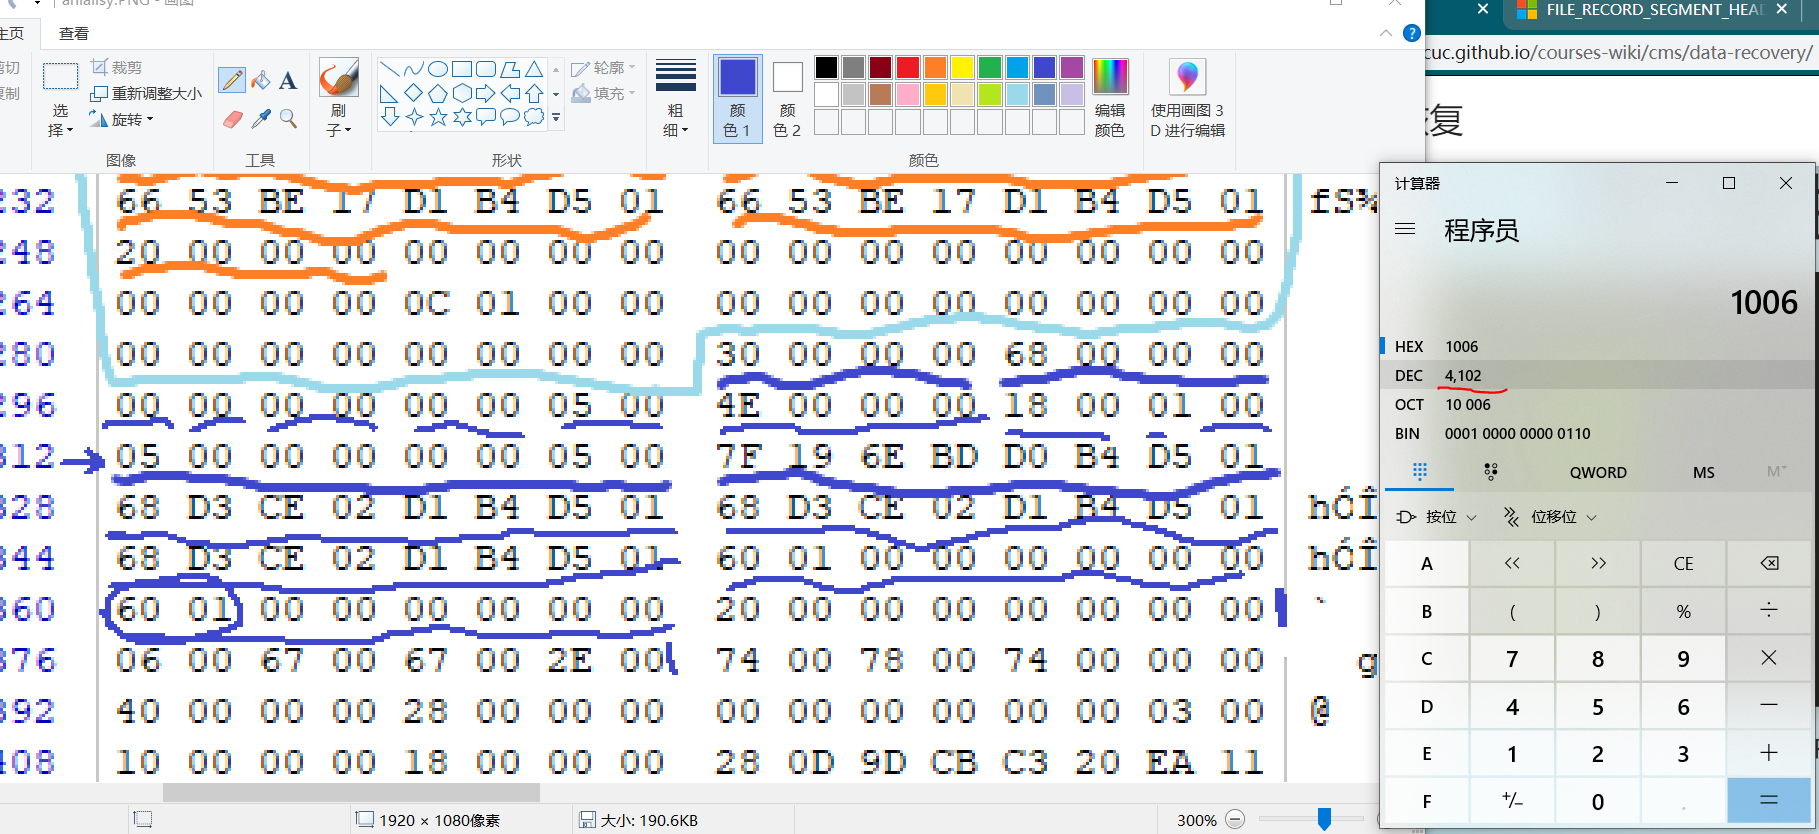 anlalisy.PNG - 画图
FILE_RECORD_SEGMENT_HEAD
cuc.github.io/courses-wiki/cms/data-recovery/
主页 查看
剪切
复制
选择
裁剪
重新调整大小
旋转
刷子
轮廓
填充
粗细
颜色 1
颜色 2
编辑颜色
使用画图 3D 进行编辑
图像 工具 形状 颜色
恢复
232 66 53 BE 17 D1 B4 D5 01 66 53 BE 17 D1 B4 D5 01 fS¾
248 20 00 00 00 00 00 00 00 00 00 00 00 00 00 00 00
264 00 00 00 00 0C 01 00 00 00 00 00 00 00 00 00 00
280 00 00 00 00 00 00 00 00 30 00 00 00 68 00 00 00
296 00 00 00 00 00 00 05 00 4E 00 00 00 18 00 01 00
312 05 00 00 00 00 00 05 00 7F 19 6E BD D0 B4 D5 01
328 68 D3 CE 02 D1 B4 D5 01 68 D3 CE 02 D1 B4 D5 01 hÓÎ
344 68 D3 CE 02 D1 B4 D5 01 60 01 00 00 00 00 00 00 hÓÎ
360 60 01 00 00 00 00 00 00 20 00 00 00 00 00 00 00 `
376 06 00 67 00 67 00 2E 00 74 00 78 00 74 00 00 00 g
392 40 00 00 00 28 00 00 00 00 00 00 00 00 00 03 00 @
408 10 00 00 00 18 00 00 00 28 0D 9D CB C3 20 EA 11
1920 × 1080像素
大小: 190.6KB
300%
计算器
程序员
1006
HEX 1006
DEC 4,102
OCT 10 006
BIN 0001 0000 0000 0110
QWORD MS M˅
按位 位移位
A << >> CE
B ( ) % ÷
C 7 8 9 ×
D 4 5 6 −
E 1 2 3 +
F +/− 0 . =